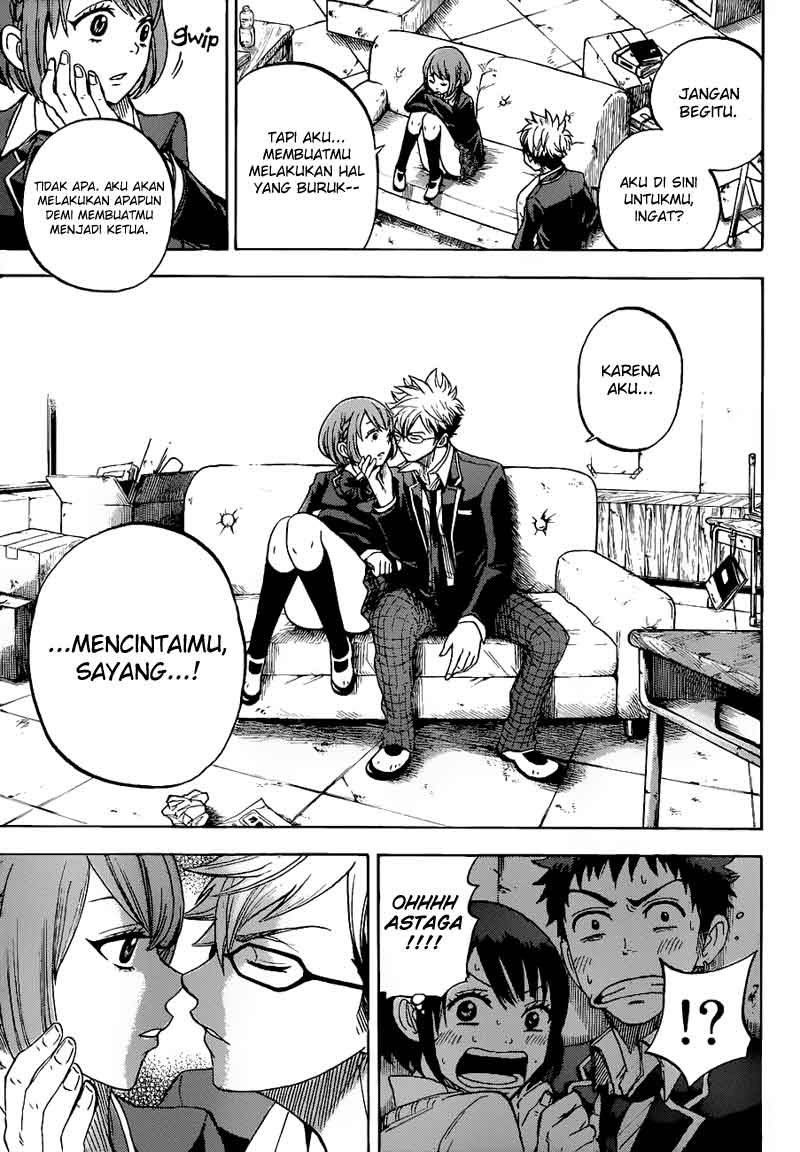 JANGAN
BEGITU.
AKU DI SINI
UNTUKMU,
INGAT?
TAPI AKU...
MEMBUATMU
MELAKUKAN HAL
YANG BURUK--
gwip
TIDAK APA. AKU AKAN
MELAKUKAN APAPUN
DEMI MEMBUATMU
MENJADI KETUA.
KARENA
AKU...
...MENCINTAIMU,
SAYANG...!
OHHHH
ASTAGA
!!!!
!?